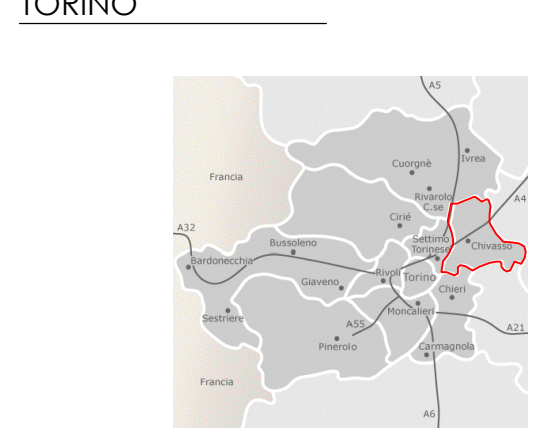 TORINO
A5
Ivrea
Cuorgnè
Francia
Rivarolo
C.se
A4
Cirié
A32
Settimo
Torinese
Bussoleno
Chivasso
Bardonecchia
Rivoli
Torino
Giaveno
Chieri
Moncalieri
Sestriere
A55
A21
Pinerolo
Carmagnola
Francia
A6